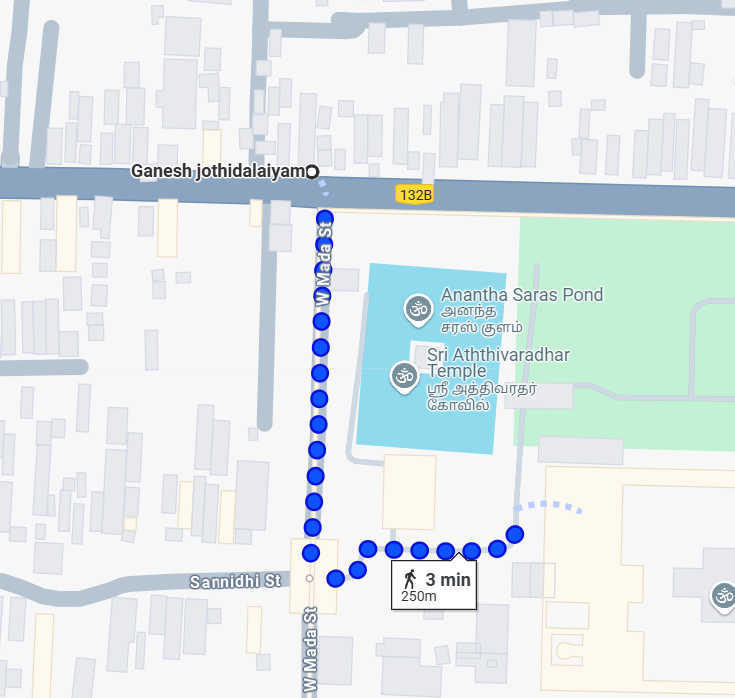 Ganesh jothidalaiyam
132B
W Mada St
Anantha Saras Pond
அனந்த
சரஸ் குளம்
Sri Aththivaradhar
Temple
ஸ்ரீ அத்திவரதர்
கோவில்
3 min
250m
Sannidhi St
W Mada St